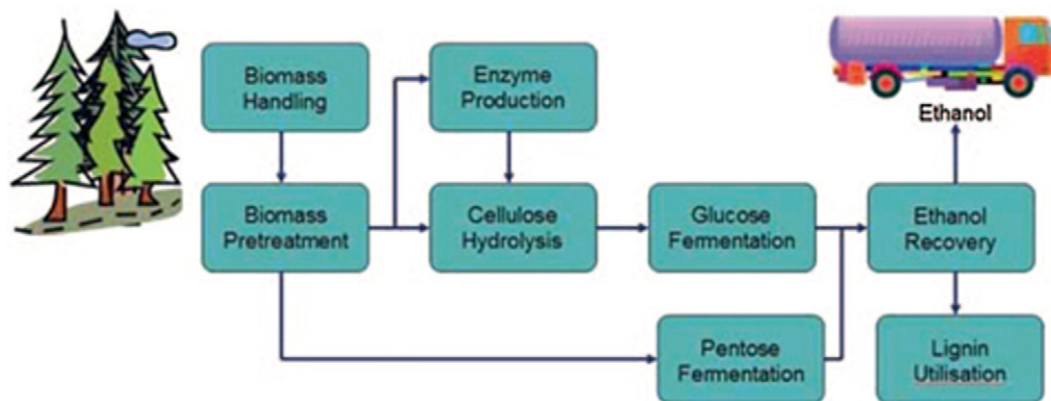 Biomass
Handling
Enzyme
Production
Ethanol
Biomass
Pretreatment
Cellulose
Hydrolysis
Glucose
Fermentation
Ethanol
Recovery
Pentose
Fermentation
Lignin
Utilisation